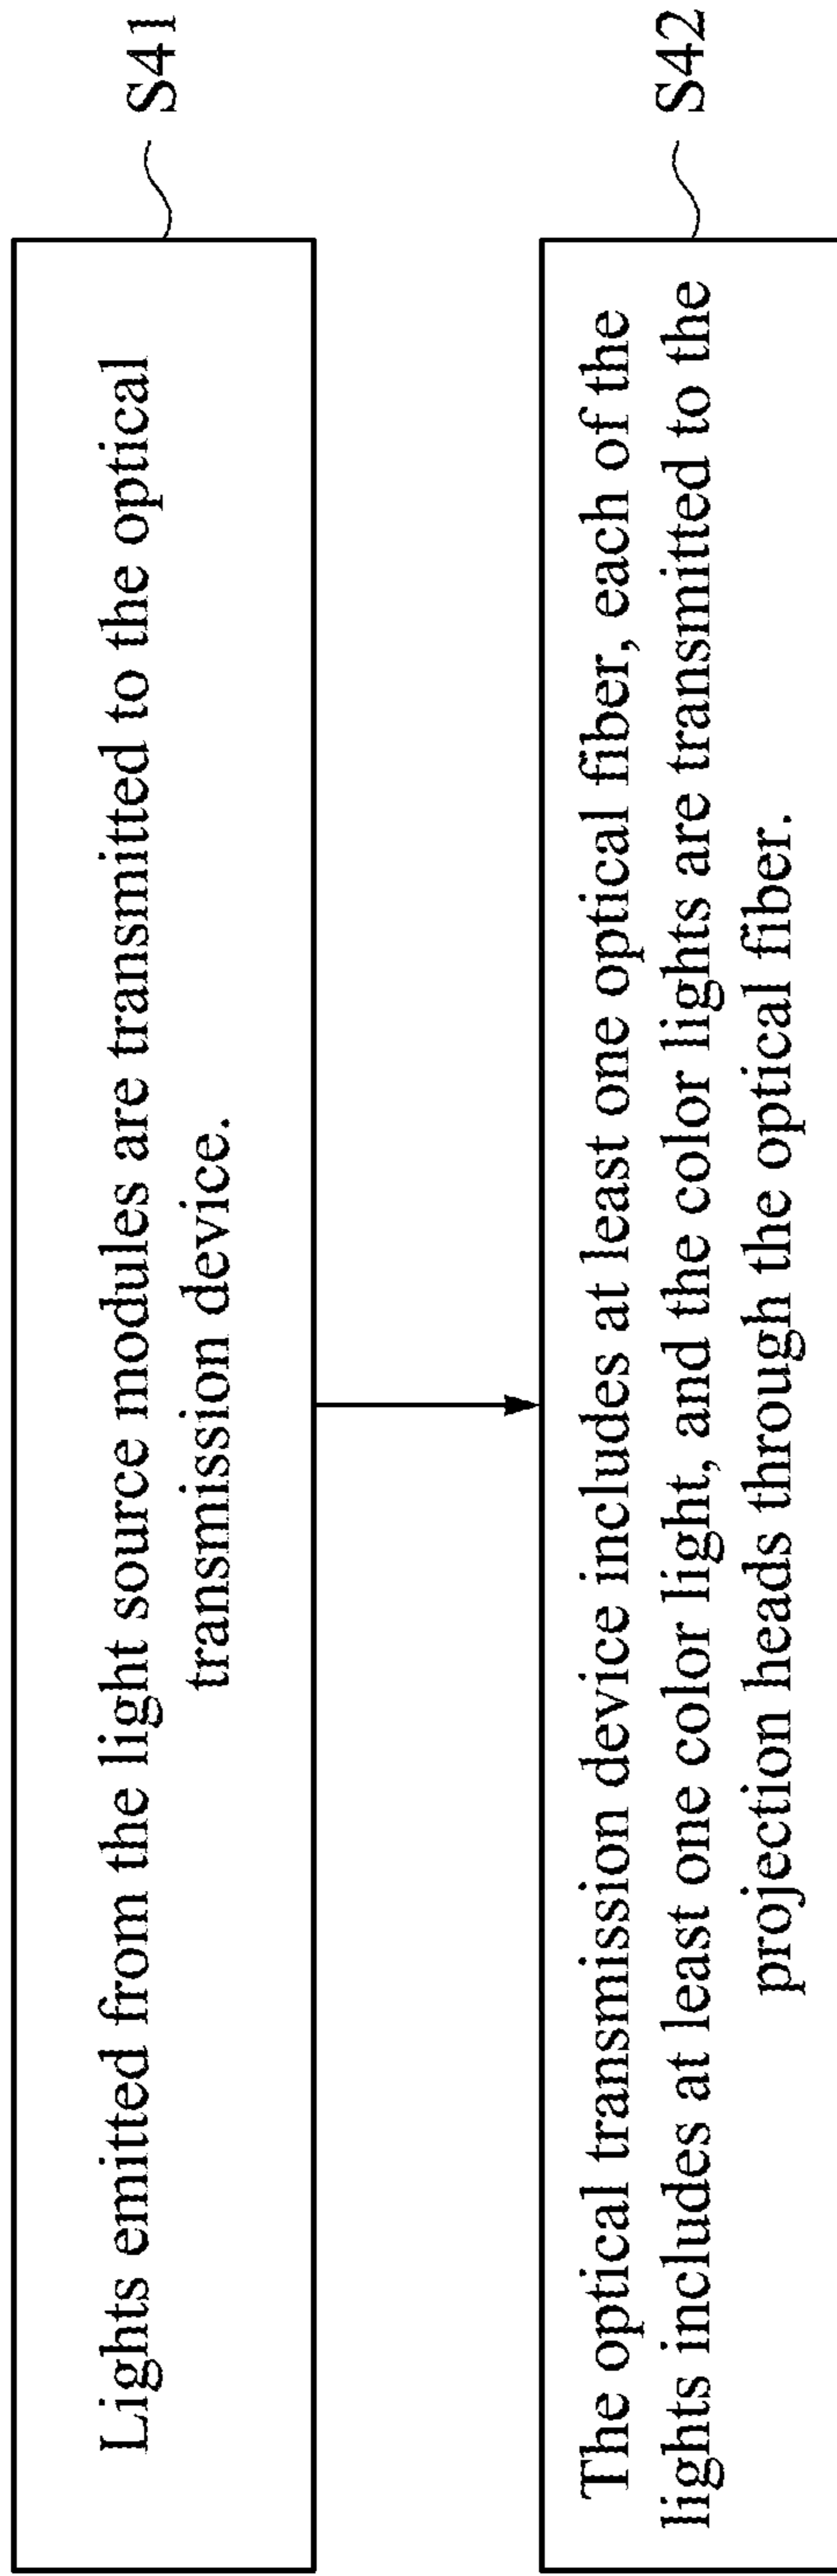 Lights emitted from the light source modules are transmitted to the optical
transmission device.
S41
The optical transmission device includes at least one optical fiber, each of the
lights includes at least one color light, and the color lights are transmitted to the
projection heads through the optical fiber.
S42